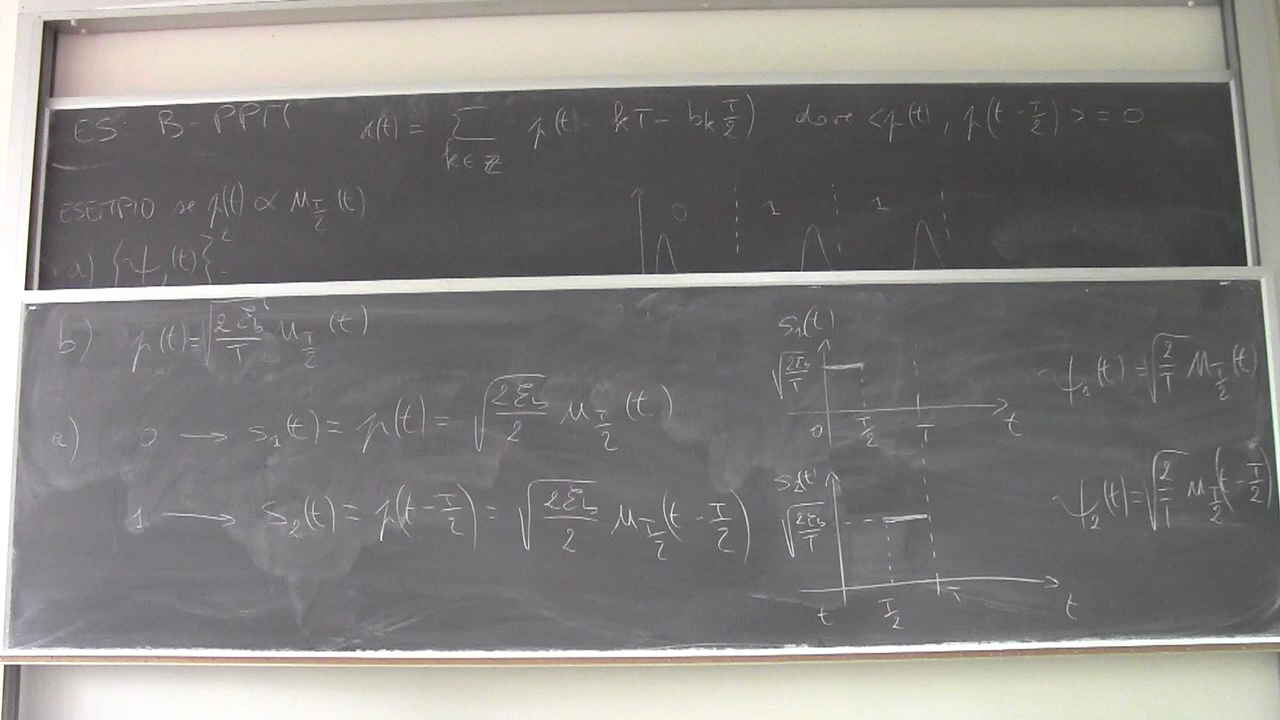 ES: B-PPM x(t) = ∑_{k∈ℤ} p(t - kT - b_k T/2) dove <p(t), p(t - T/2)> = 0
ESEMPIO se p(t) ∝ u_{T/2}(t)
0 1 1
a) {ψ_i(t)}²
b) p(t) = √(2ℰ_b/T) u_{T/2}(t)
a) 0 → s_1(t) = p(t) = √(2ℰ_b/2) u_{T/2}(t)
1 → s_2(t) = p(t - T/2) = √(2ℰ_b/2) u_{T/2}(t - T/2)
s_1(t)
√(2ℰ_b/T)
0 T/2 T t
s_2(t)
√(2ℰ_b/T)
t T/2 T t
ψ_1(t) = √(2/T) u_{T/2}(t)
ψ_2(t) = √(2/T) u_{T/2}(t - T/2)